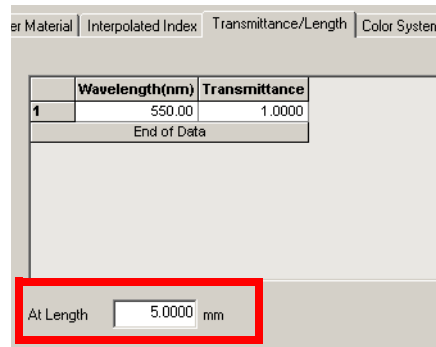 er Material Interpolated Index Transmittance/Length Color System
Wavelength(nm) Transmittance
1 550.00 1.0000
End of Data
At Length 5.0000 mm